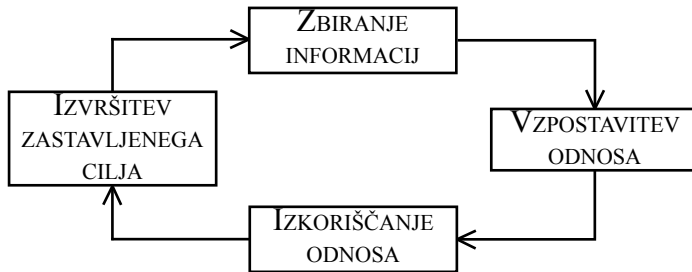 ZBIRANJE
INFORMACIJ
VZPOSTAVITEV
ODNOSA
IZKORIŠČANJE
ODNOSA
IZVRŠITEV
ZASTAVLJENEGA
CILJA